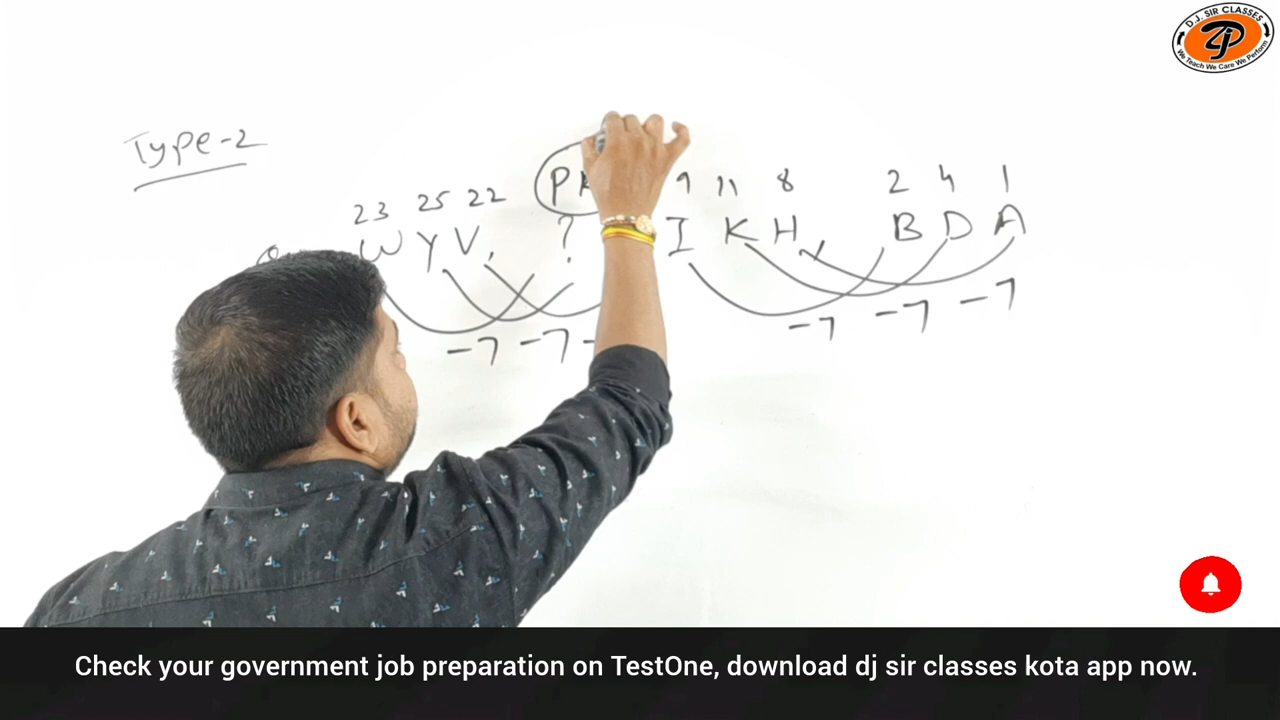 D.J. SIR CLASSES
We Teach We Care We Perform
Type-2
P
23 25 22 9 11 8 2 4 1
W Y V, ? I K H B D A
-7 -7 - -7 -7 -7
Check your government job preparation on TestOne, download dj sir classes kota app now.